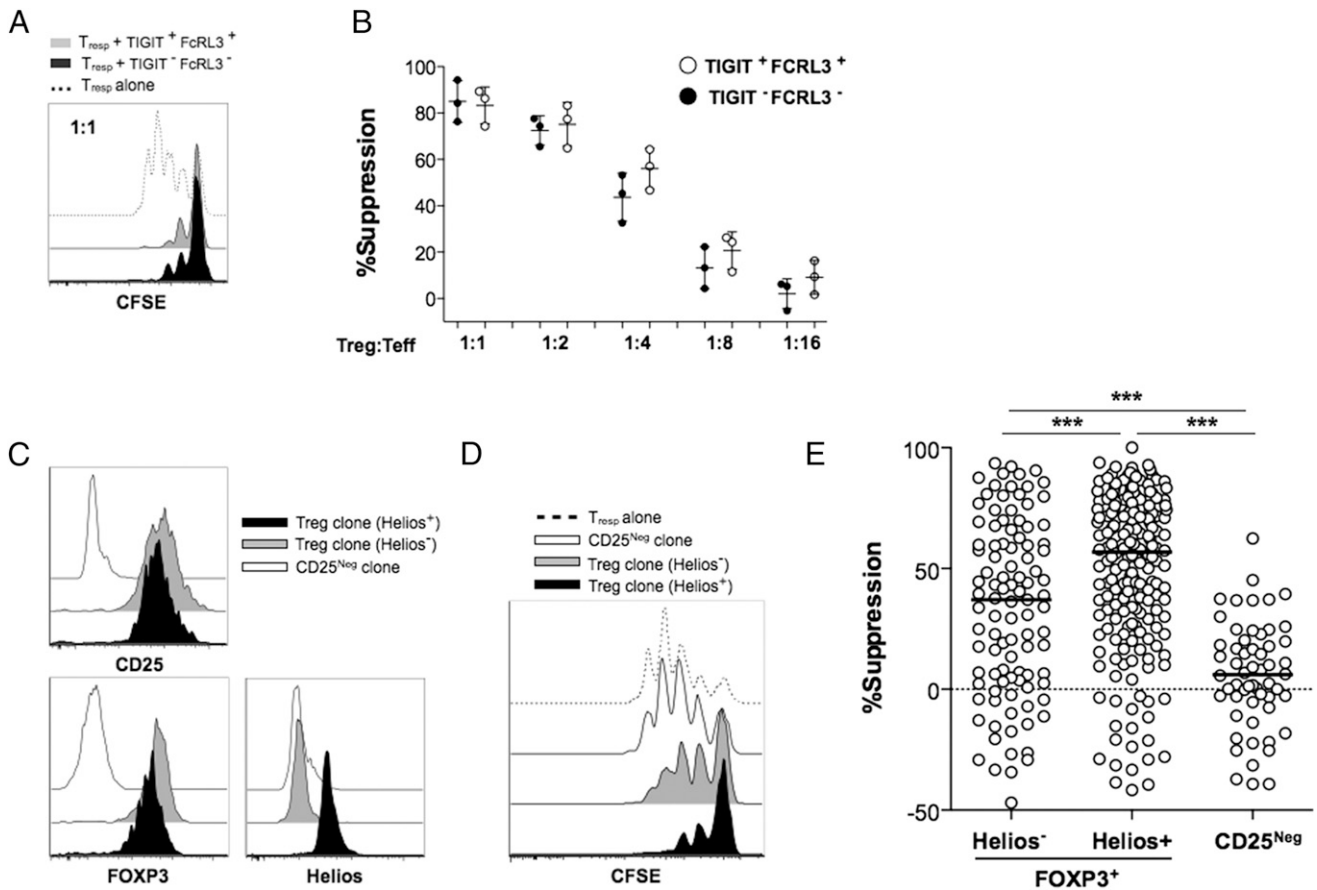 A
Tresp + TIGIT + FcRL3 +
Tresp + TIGIT - FcRL3 -
Tresp alone
1:1
CFSE
B
TIGIT + FCRL3 +
TIGIT - FCRL3 -
%Suppression
100
80
60
40
20
0
Treg:Teff 1:1 1:2 1:4 1:8 1:16
C
Treg clone (Helios+)
Treg clone (Helios-)
CD25Neg clone
CD25
FOXP3
Helios
D
Tresp alone
CD25Neg clone
Treg clone (Helios-)
Treg clone (Helios+)
CFSE
E
*** 
*** ***
%Suppression
100
50
0
-50
Helios- Helios+ CD25Neg
FOXP3+